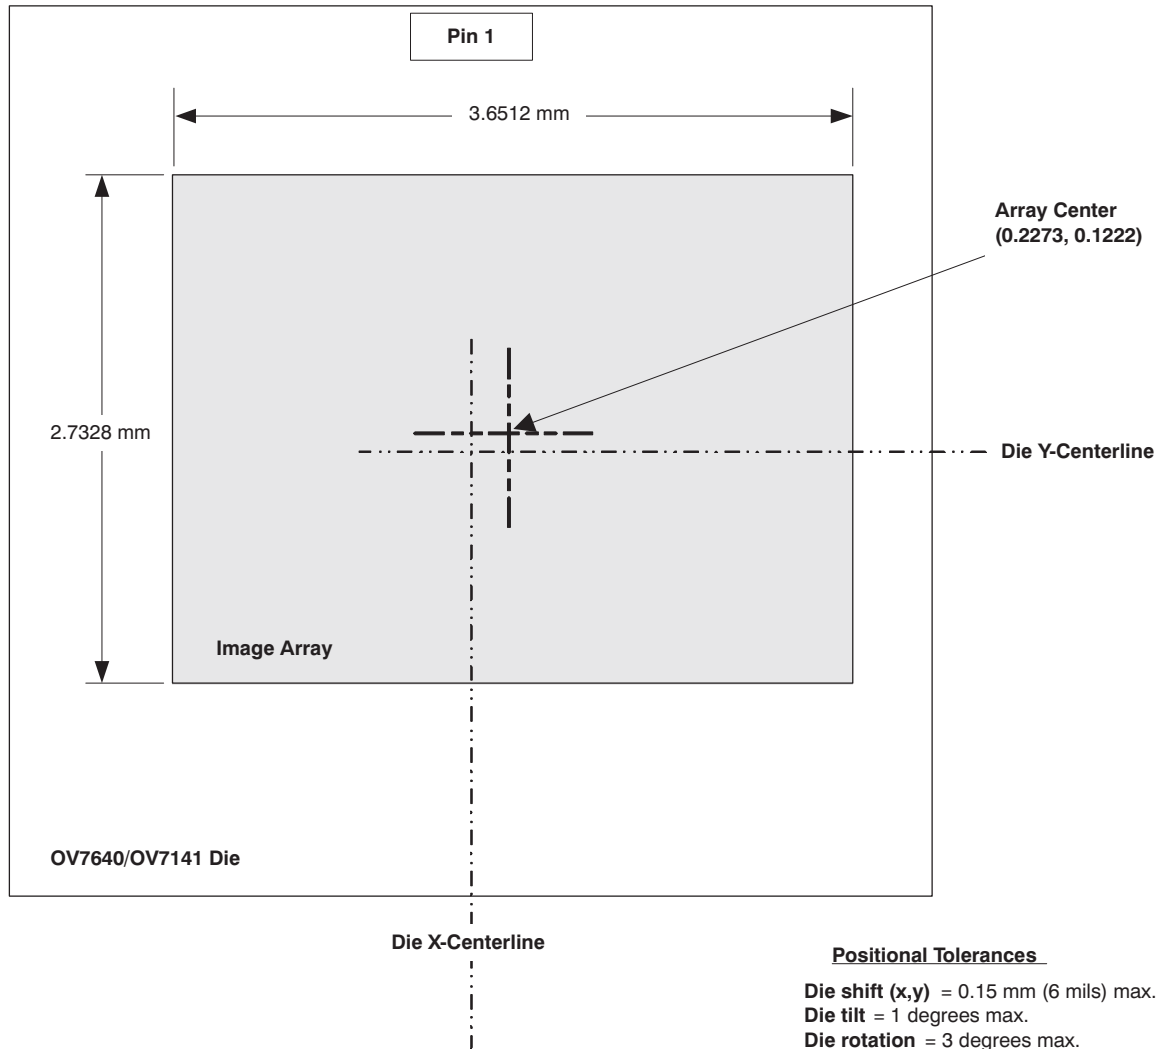 Pin 1
3.6512 mm
Array Center
(0.2273, 0.1222)
2.7328 mm
Die Y-Centerline
Image Array
OV7640/OV7141 Die
Die X-Centerline
Positional Tolerances
Die shift (x,y) = 0.15 mm (6 mils) max.
Die tilt = 1 degrees max.
Die rotation = 3 degrees max.